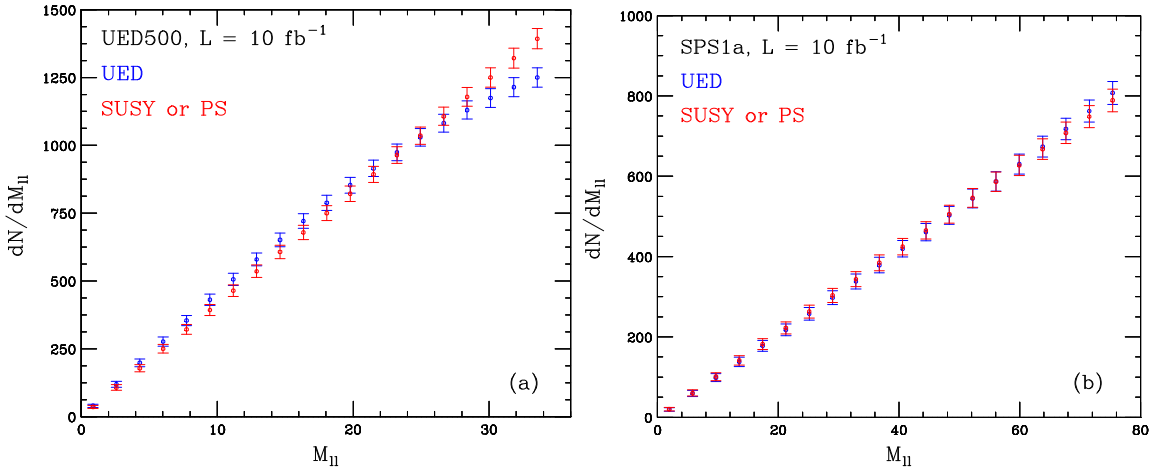 UED500, L = 10 fb⁻¹
UED
SUSY or PS
(a)
dN/dM_ll
1500
1250
1000
750
500
250
0
0 10 20 30
M_ll
SPS1a, L = 10 fb⁻¹
UED
SUSY or PS
(b)
dN/dM_ll
1000
800
600
400
200
0
0 20 40 60 80
M_ll